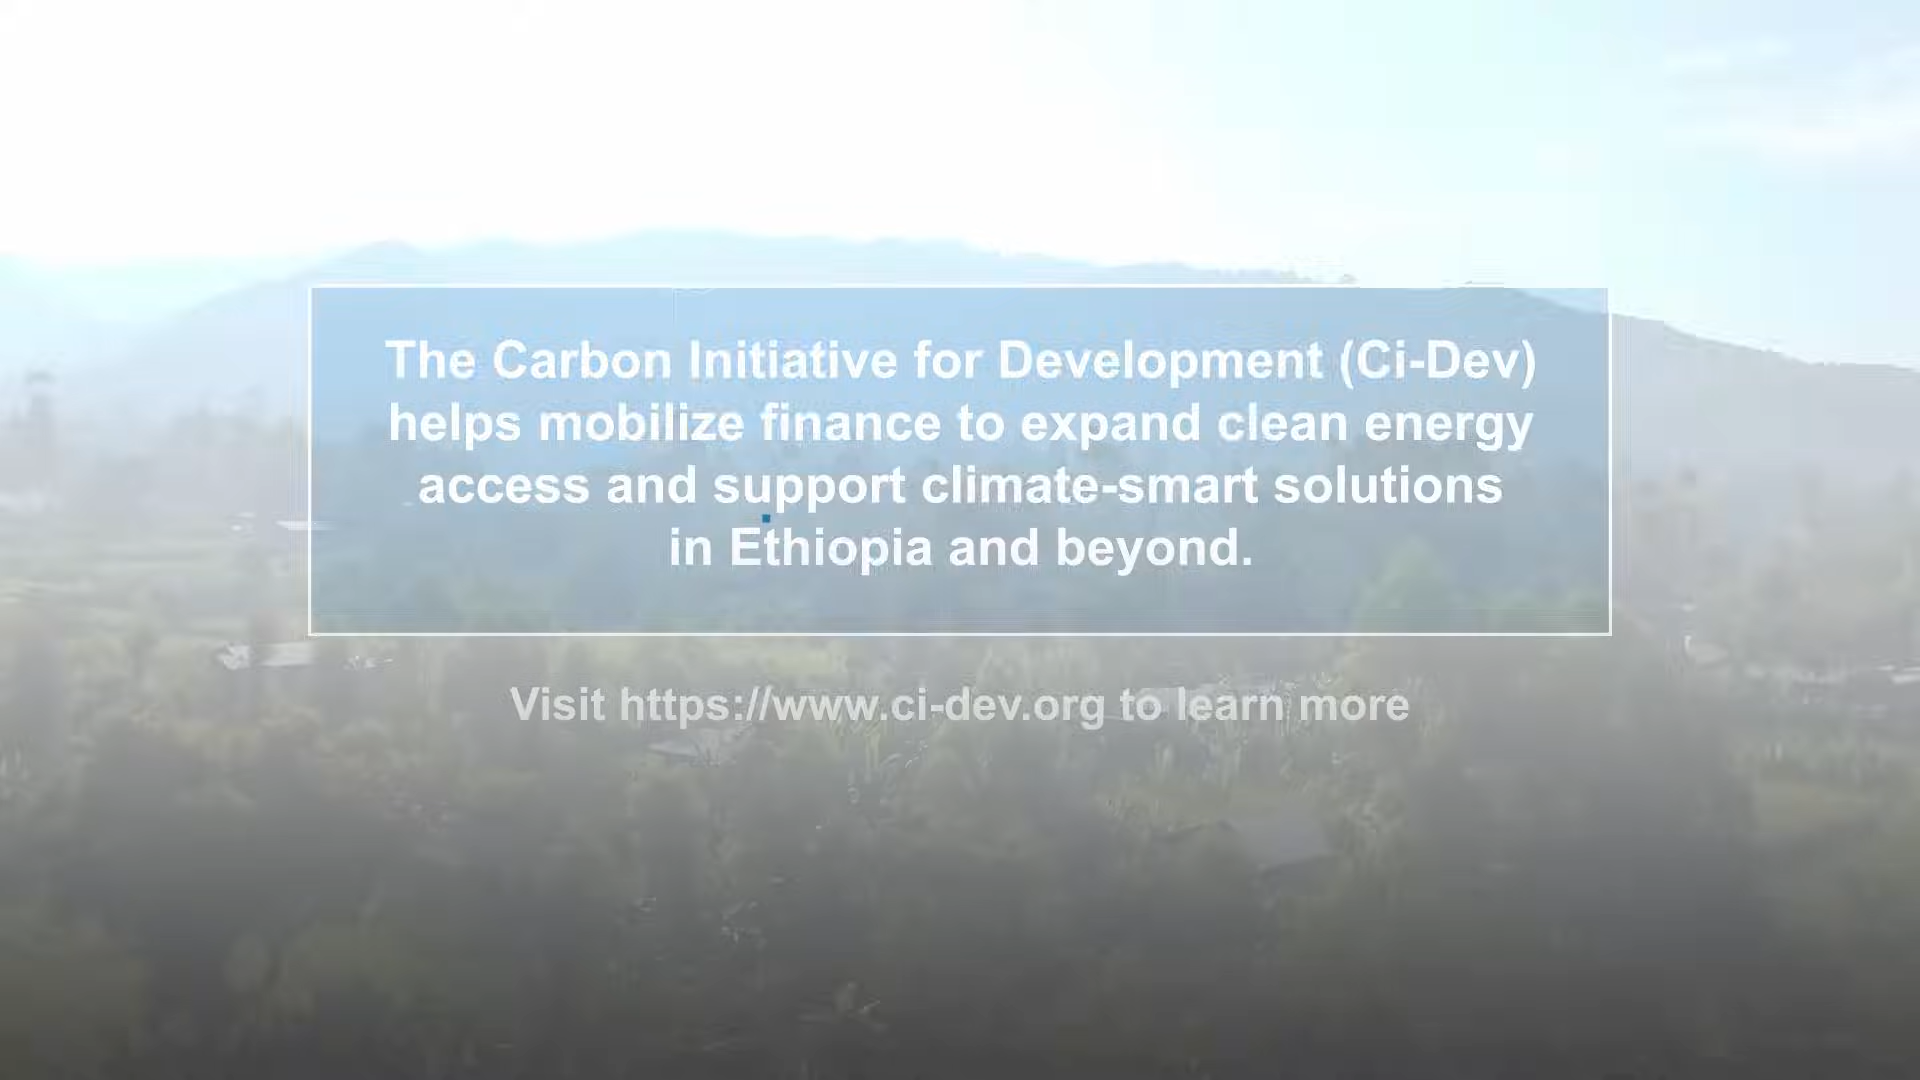 The Carbon Initiative for Development (Ci-Dev)
helps mobilize finance to expand clean energy
access and support climate-smart solutions
in Ethiopia and beyond.
Visit https://www.ci-dev.org to learn more